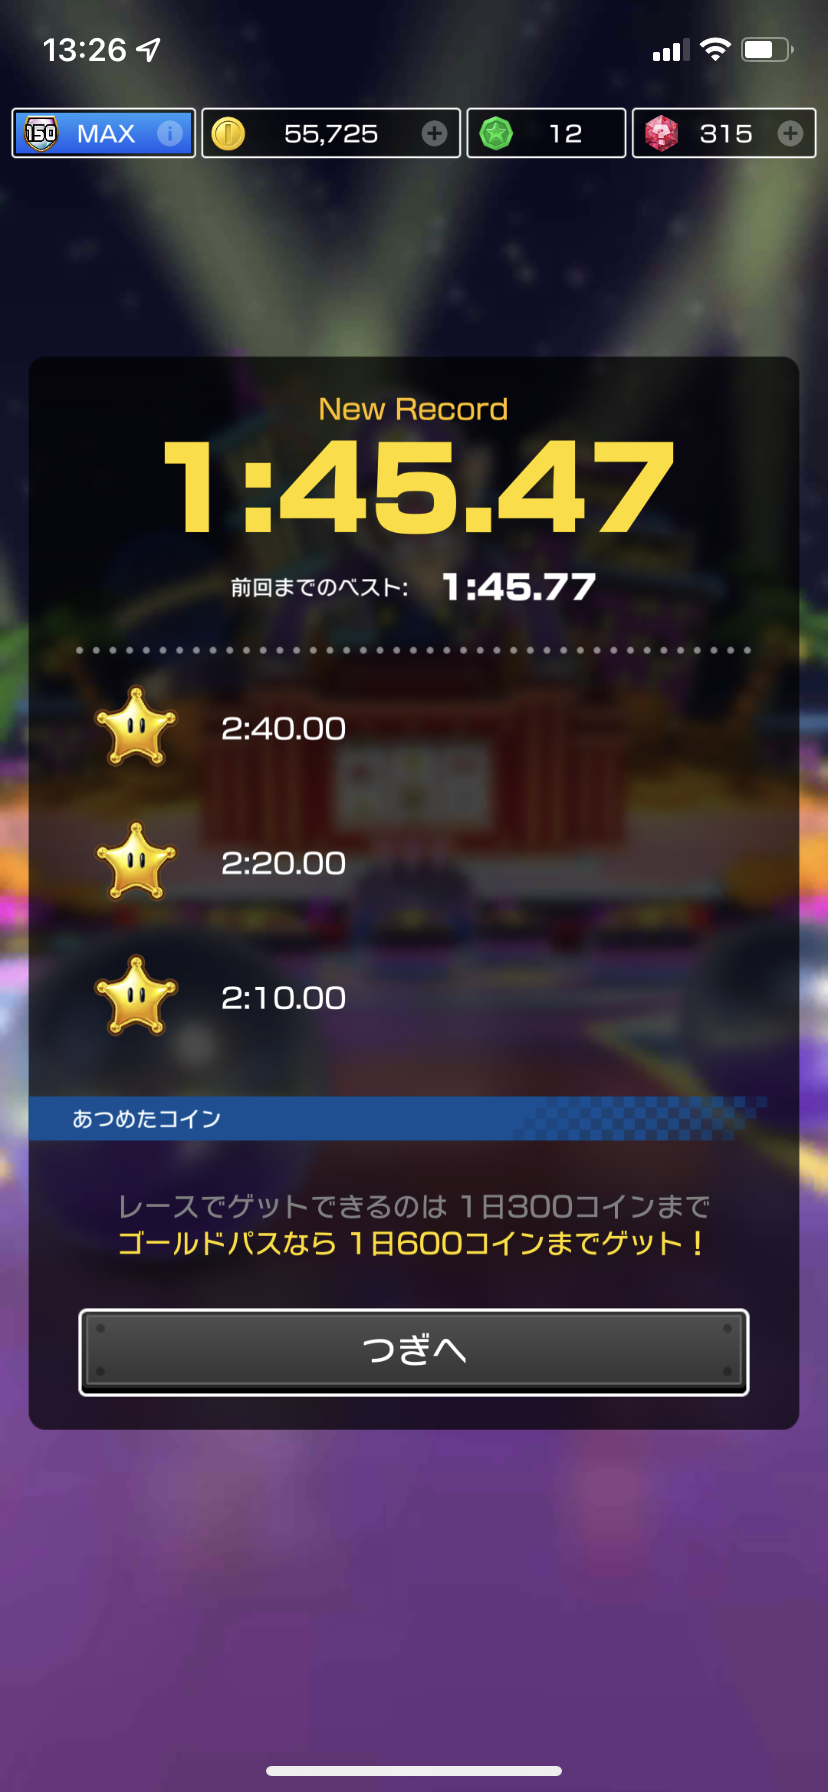 13:26
150 MAX i 55,725 + 12 315 +
New Record
1:45.47
前回までのベスト: 1:45.77
2:40.00
2:20.00
2:10.00
あつめたコイン
レースでゲットできるのは 1日300コインまで
ゴールドパスなら 1日600コインまでゲット！
つぎへ